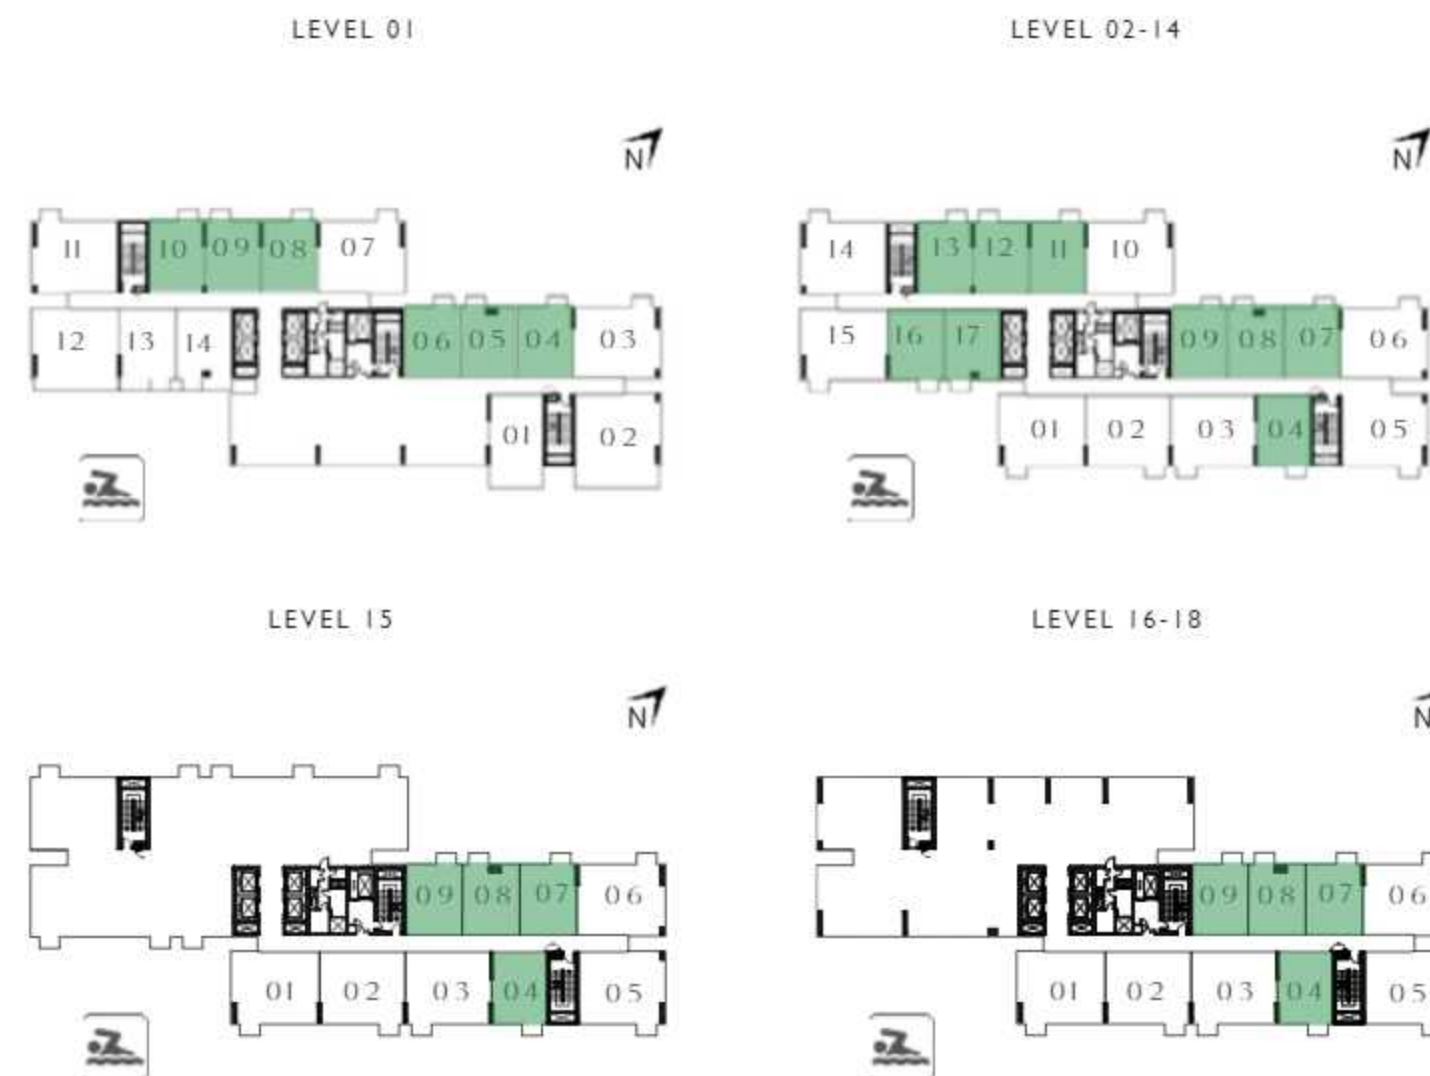 LEVEL 01
LEVEL 02-14
N
N
11 10 09 08 07
14 13 12 11 10
12 13 14 06 05 04 03
15 16 17 09 08 07 06
01 02
01 02 03 04 05
LEVEL 15
LEVEL 16-18
N
N
09 08 07 06
09 08 07 06
01 02 03 04 05
01 02 03 04 05